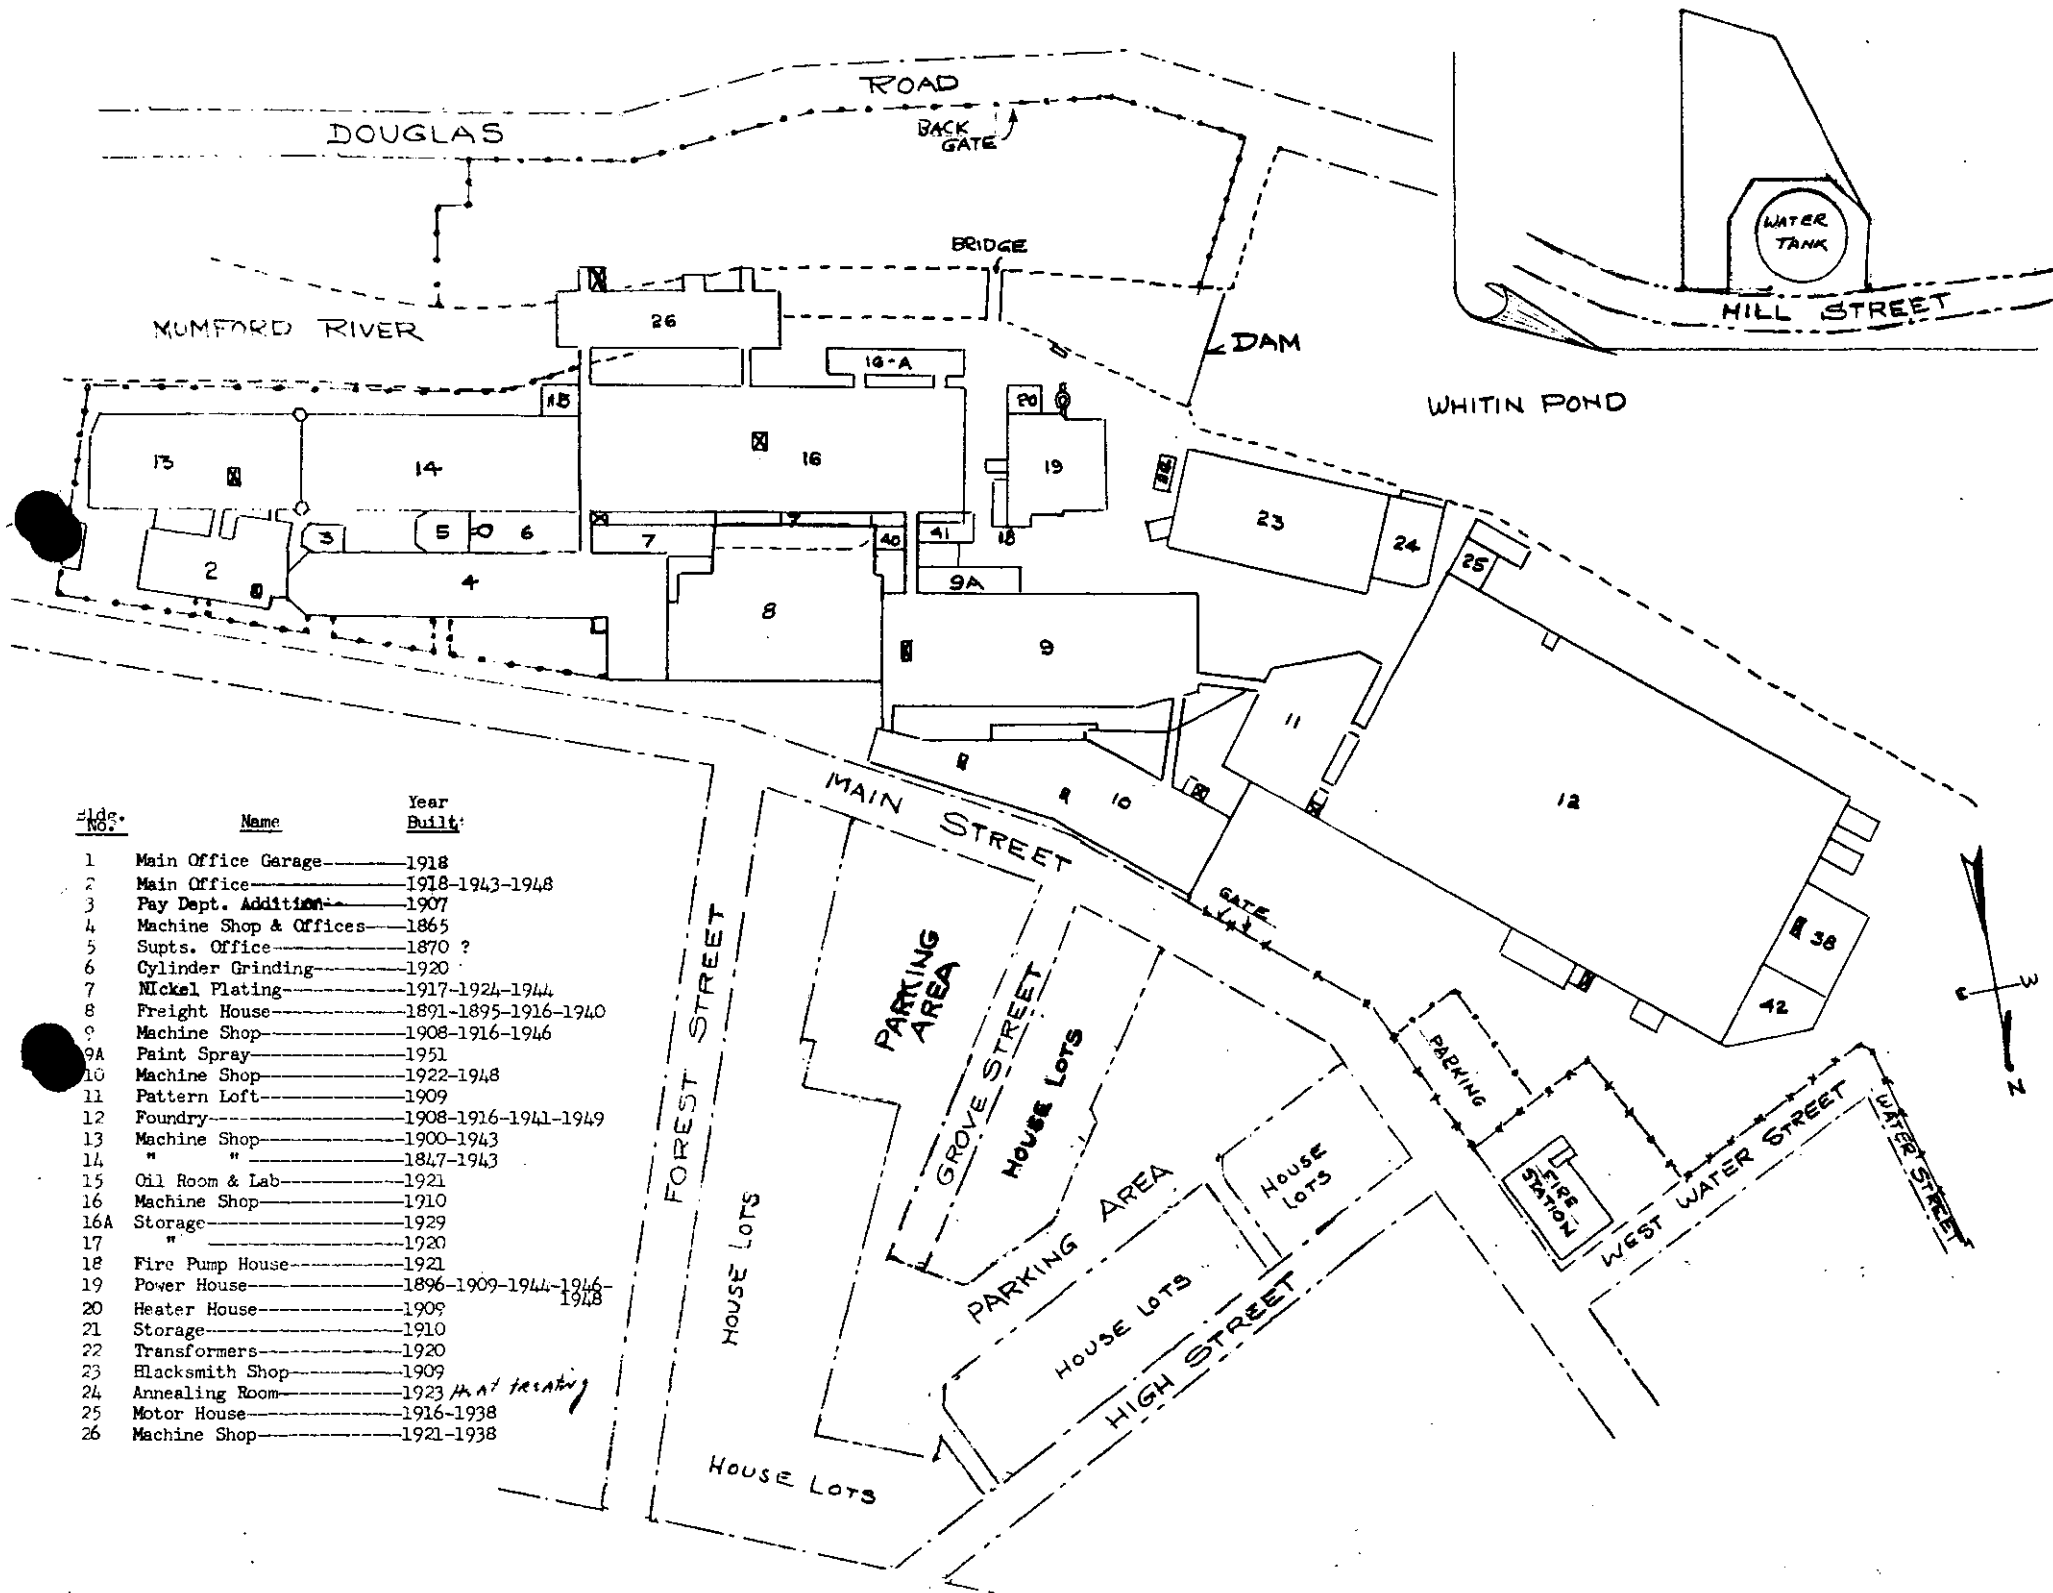 ROAD
DOUGLAS
BACK
GATE
BRIDGE
WATER
TANK
HILL STREET
MUMFORD RIVER
26
16-A
DAM
WHITIN POND
15
20
13
14
16
19
23
24
25
3
5
6
7
7
40
41
18
2
4
8
9A
9
11
12
10
38
42
MAIN STREET
GATE
PARKING
AREA
FOREST STREET
GROVE STREET
HOUSE LOTS
PARKING
FIRE
STATION
WEST WATER STREET
WATER STREET
HOUSE
LOTS
PARKING AREA
HOUSE LOTS
HOUSE LOTS
HIGH STREET
HOUSE LOTS
N
Bldg. No. Name Year Built
1 Main Office Garage---1918
2 Main Office---1918-1943-1948
3 Pay Dept. Addition---1907
4 Machine Shop & Offices---1865
5 Supts. Office---1870 ?
6 Cylinder Grinding---1920
7 Nickel Plating---1917-1924-1944
8 Freight House---1891-1895-1916-1940
9 Machine Shop---1908-1916-1946
9A Paint Spray---1951
10 Machine Shop---1922-1948
11 Pattern Loft---1909
12 Foundry---1908-1916-1941-1949
13 Machine Shop---1900-1943
14 " " ---1847-1943
15 Oil Room & Lab---1921
16 Machine Shop---1910
16A Storage---1929
17 " ---1920
18 Fire Pump House---1921
19 Power House---1896-1909-1944-1946-
1948
20 Heater House---1909
21 Storage---1910
22 Transformers---1920
23 Blacksmith Shop---1909
24 Annealing Room---1923 Heat treating
25 Motor House---1916-1938
26 Machine Shop---1921-1938